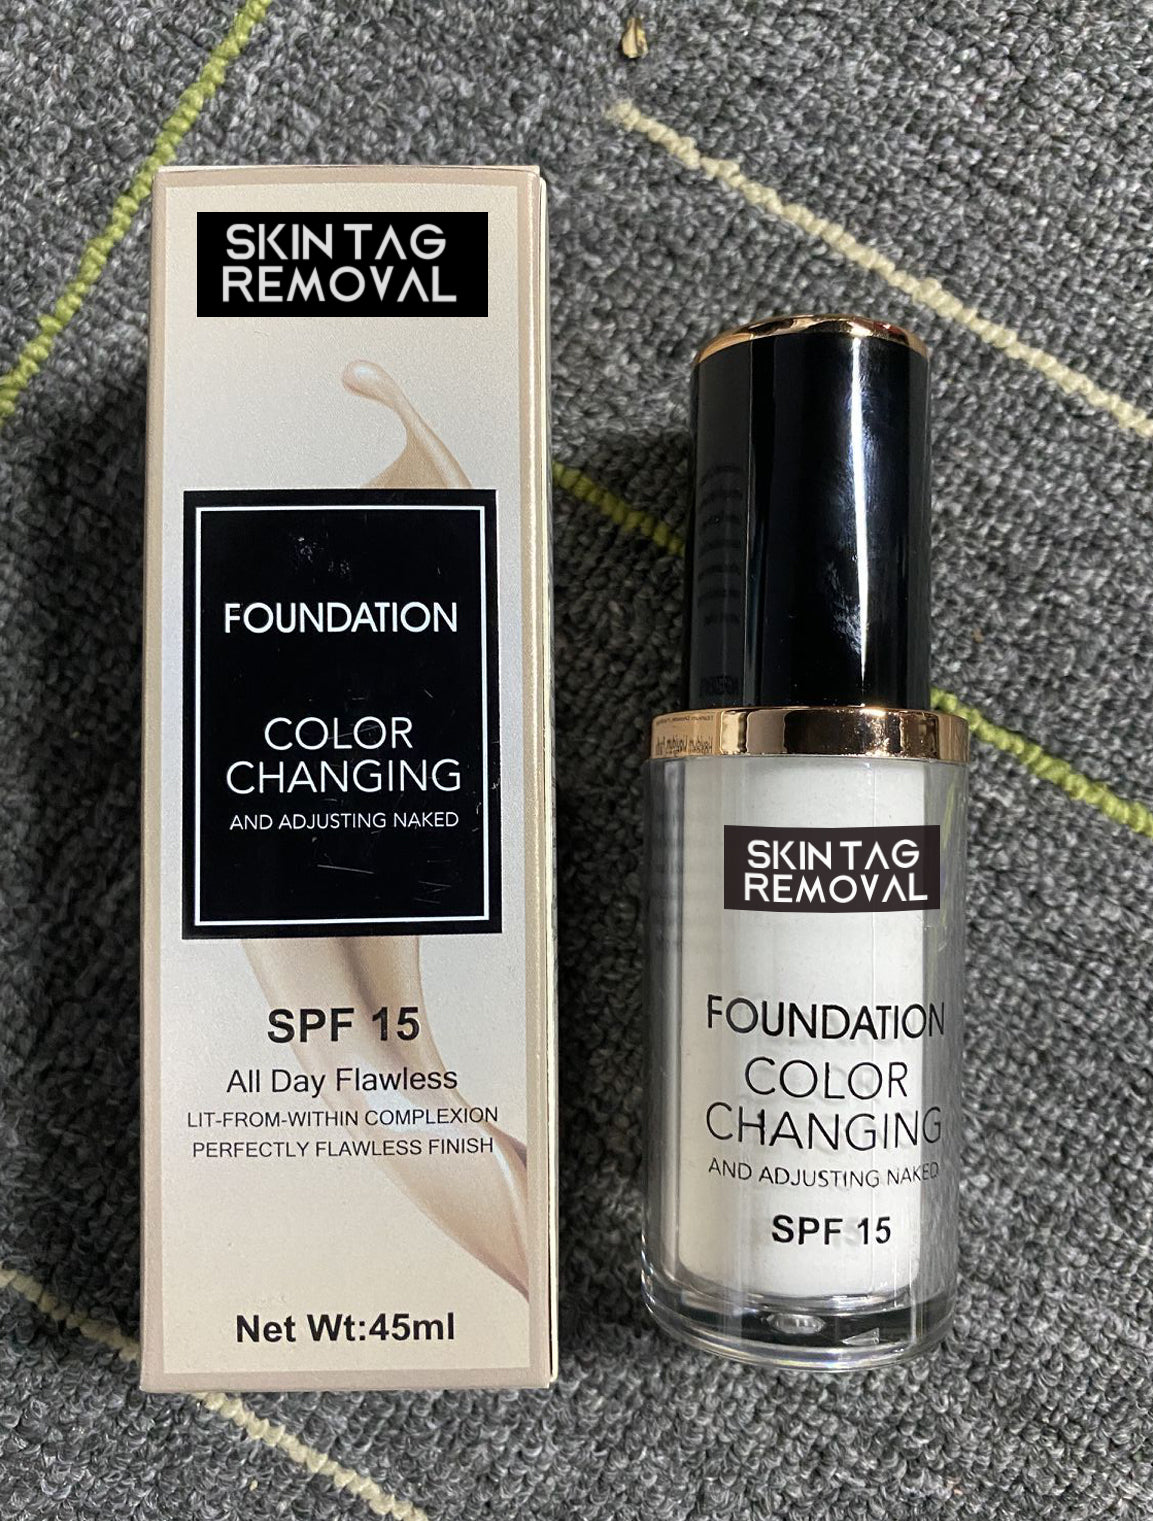 SKIN TAG
REMOVAL
FOUNDATION
COLOR
CHANGING
AND ADJUSTING NAKED
SPF 15
All Day Flawless
LIT-FROM-WITHIN COMPLEXION
PERFECTLY FLAWLESS FINISH
Net Wt:45ml
SKIN TAG
REMOVAL
FOUNDATION
COLOR
CHANGING
AND ADJUSTING NAKED
SPF 15